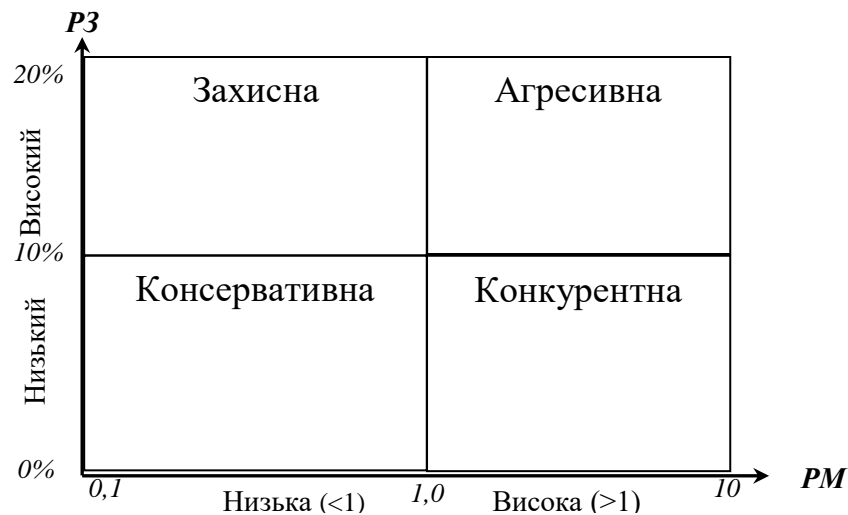 РЗ
20%
Захисна
Агресивна
Високий
10%
Консервативна
Конкурентна
Низький
0%
0,1
Низька (<1)
1,0
Висока (>1)
10
РМ